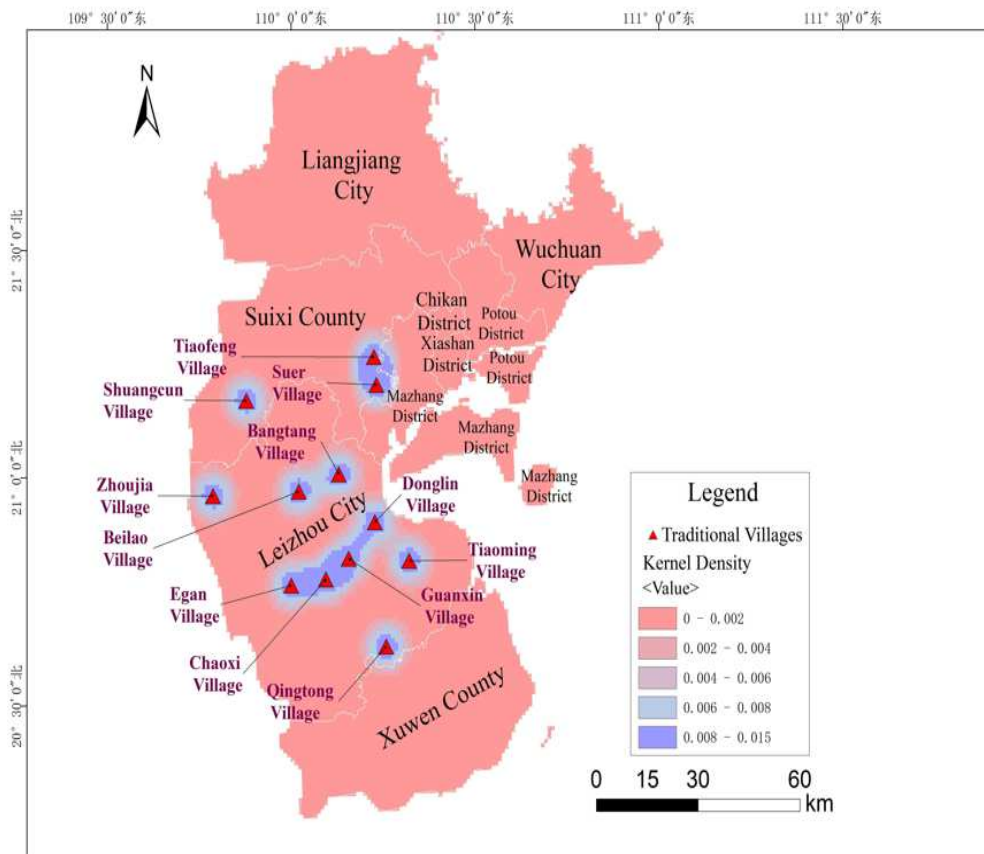 109° 30′0″东
110° 0′0″东
110° 30′0″东
111° 0′0″东
111° 30′0″东
N
21° 30′0″北
21° 0′0″北
20° 30′0″北
Liangjiang
City
Wuchuan
City
Suixi County
Chikan
District
Xiashan
District
Potou
District
Potou
District
Mazhang
District
Mazhang
District
Mazhang
District
Tiaofeng
Village
Suer
Village
Shuangcun
Village
Bangtang
Village
Zhoujia
Village
Beilao
Village
Leizhou City
Donglin
Village
Tiaoming
Village
Egan
Village
Guanxin
Village
Chaoxi
Village
Qingtong
Village
Xuwen County
Legend
Traditional Villages
Kernel Density
<Value>
0 - 0.002
0.002 - 0.004
0.004 - 0.006
0.006 - 0.008
0.008 - 0.015
0 15 30 60
km